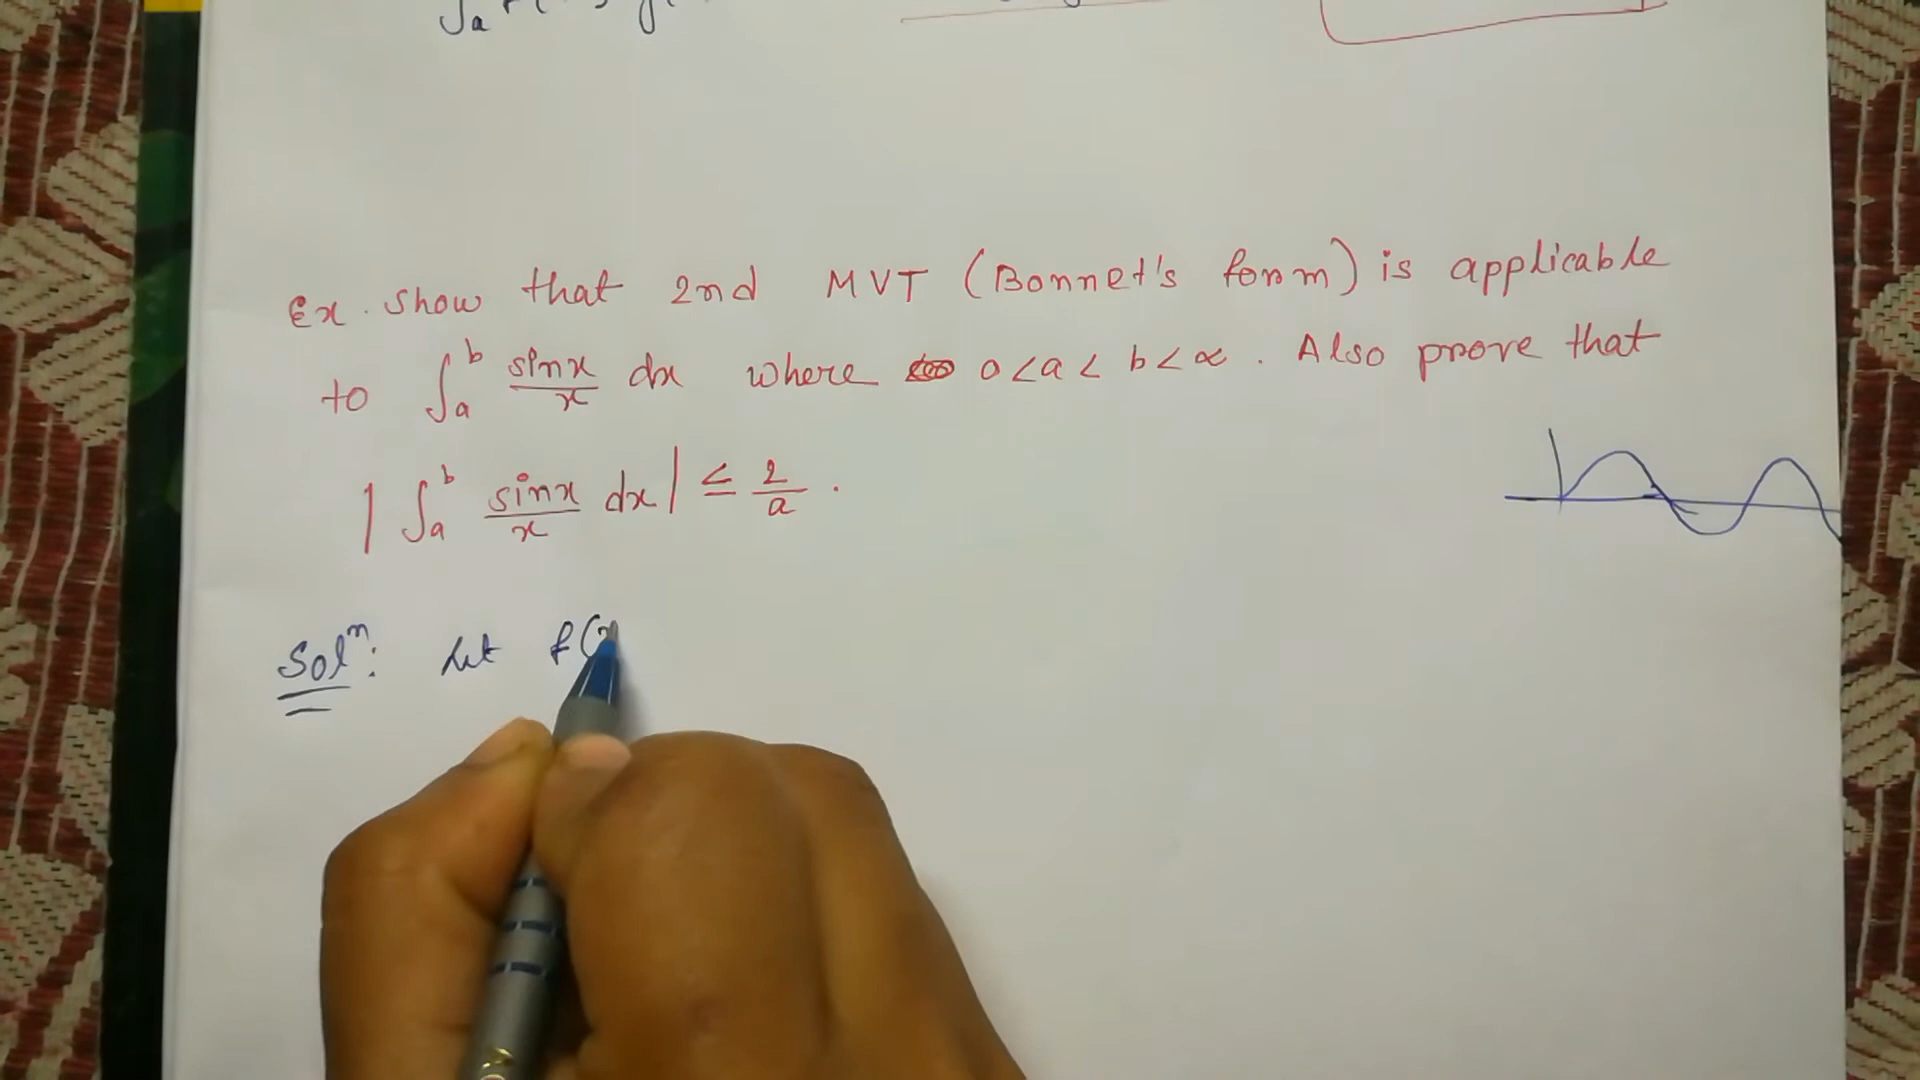 Ex. Show that 2nd MVT (Bonnet's form) is applicable
to ∫_a^b sinx/x dx where 0<a< b<∞. Also prove that
|∫_a^b sinx/x dx| ≤ 2/a.
Solⁿ: Let f(